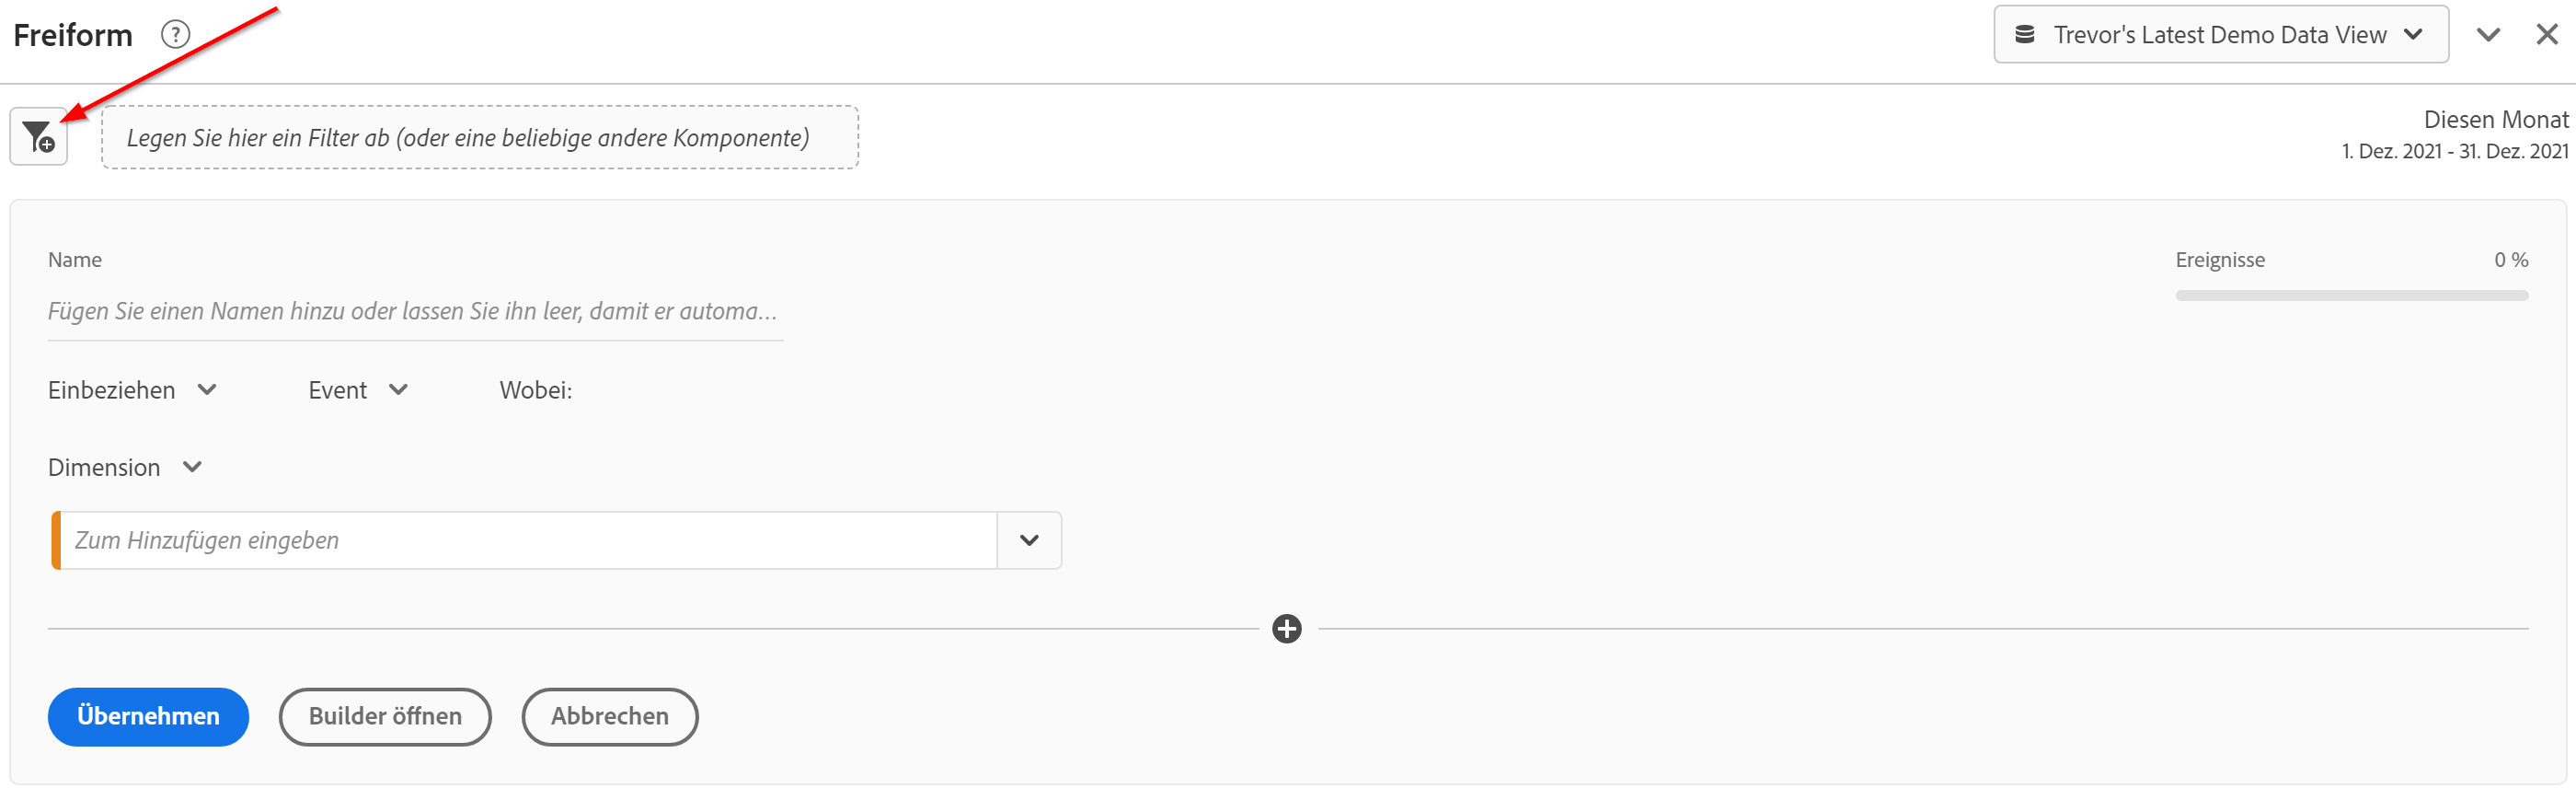 Freiform ?
Trevor's Latest Demo Data View
Legen Sie hier ein Filter ab (oder eine beliebige andere Komponente)
Diesen Monat
1. Dez. 2021 - 31. Dez. 2021
Name
Ereignisse 0 %
Fügen Sie einen Namen hinzu oder lassen Sie ihn leer, damit er automa...
Einbeziehen Event Wobei:
Dimension
Zum Hinzufügen eingeben
Übernehmen Builder öffnen Abbrechen